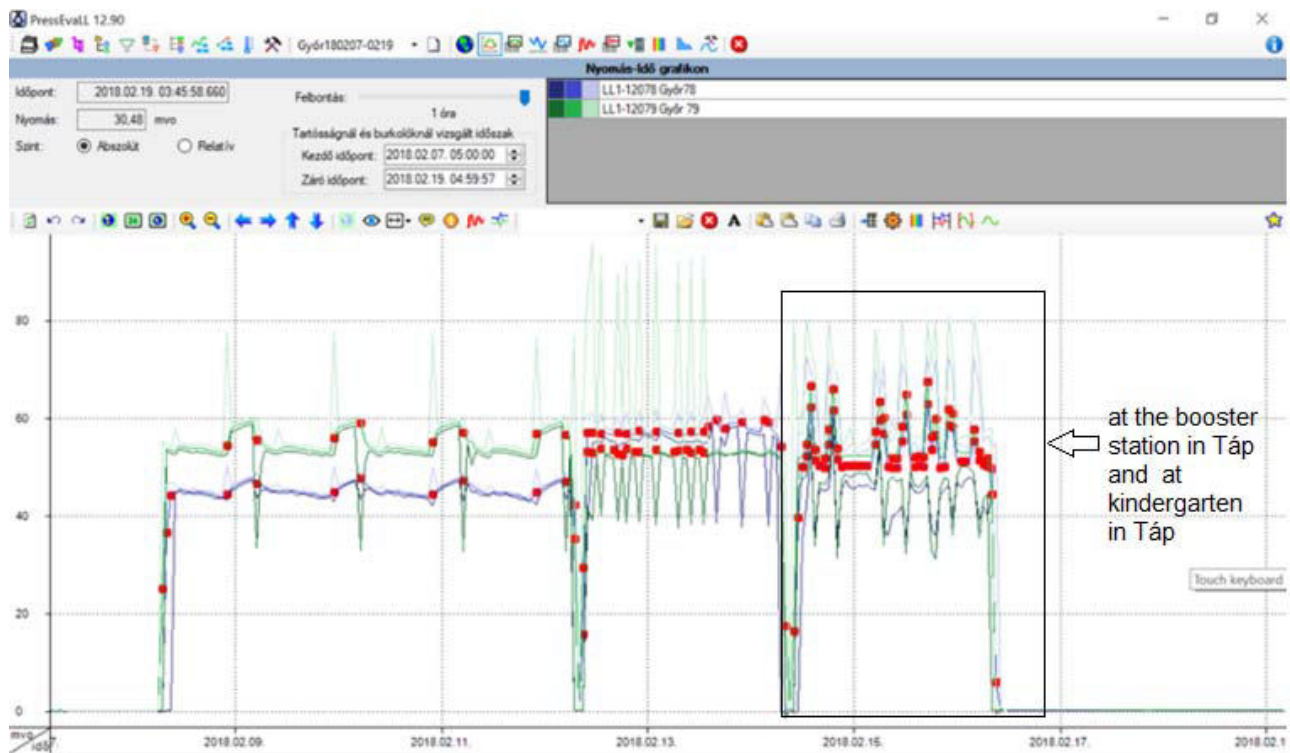 PressEvalL 12.90
Győr180207-0219
Nyomás-Idő grafikon
Időpont: 2018.02.19. 03:45:58.660
Nyomás: 30,48 mvo
Szint: Abszolút Relatív
Felbontás:
1 óra
Tartósságnál és burkolóknál vizsgált időszak
Kezdő időpont: 2018.02.07. 05:00:00
Záró időpont: 2018.02.19. 04:59:57
LL1-12078 Győr78
LL1-12079 Győr 79
80
60
40
20
0
at the booster
station in Táp
and at
kindergarten
in Táp
Touch keyboard
mvo
idő
7.
2018.02.09.
2018.02.11.
2018.02.13.
2018.02.15.
2018.02.17.
2018.02.1